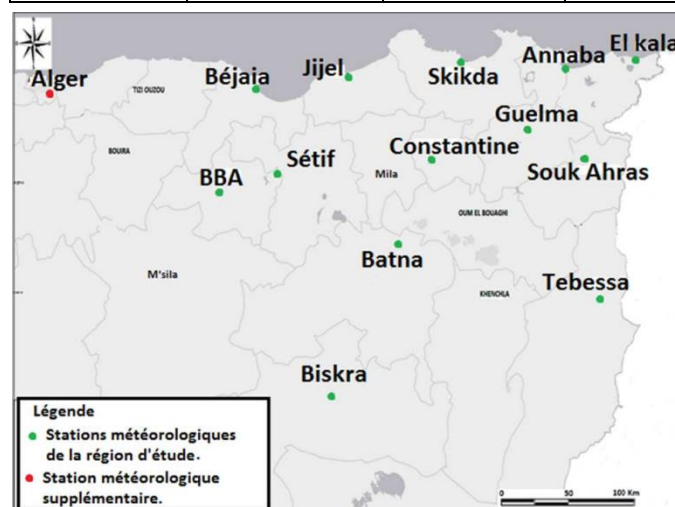 El kala
Annaba
Jijel
Skikda
Béjaia
Alger
TIZI OUZOU
Guelma
Constantine
BOUIRA
Sétif
Souk Ahras
BBA
Mila
OUM EL BOUAGHI
Batna
M'sila
Tebessa
KHENCHLA
Biskra
Légende
Stations météorologiques
de la région d'étude.
Station météorologique
supplémentaire.
0 50 100 Km